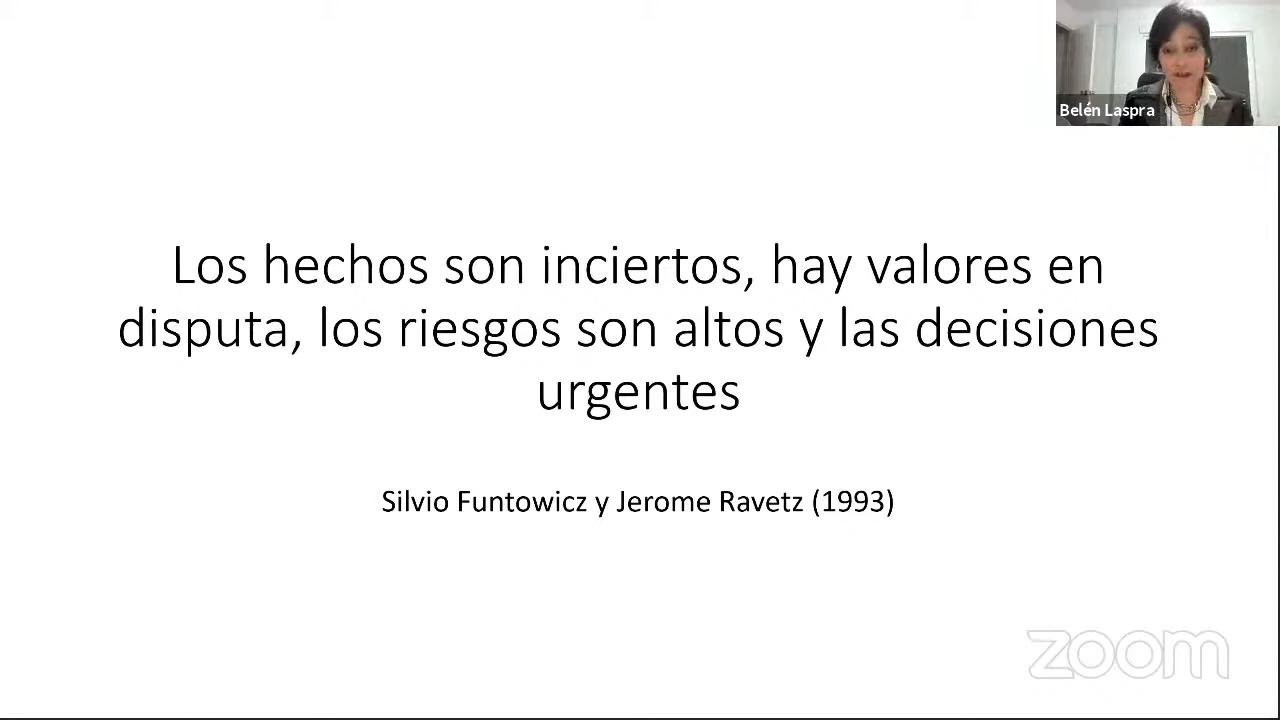 Belén Laspra
Los hechos son inciertos, hay valores en
disputa, los riesgos son altos y las decisiones
urgentes
Silvio Funtowicz y Jerome Ravetz (1993)
zoom